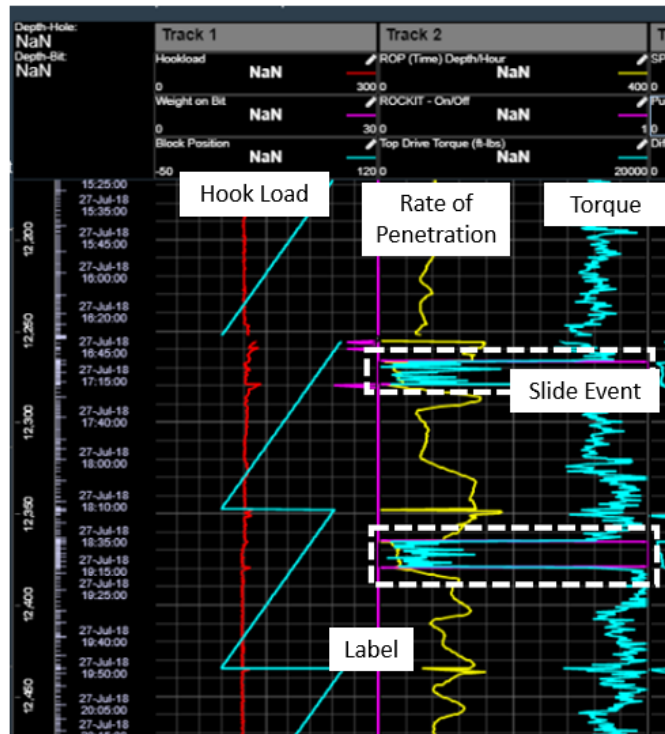 Depth-Hole:
NaN
Depth-Bit:
NaN
Track 1
Track 2
Hookload
NaN
0
300
ROP (Time) Depth/Hour
NaN
0
400
Weight on Bit
NaN
0
30
ROCKIT - On/Off
NaN
0
1
Block Position
NaN
-50
120
Top Drive Torque (ft-lbs)
NaN
0
20000
0
Hook Load
Rate of
Penetration
Torque
Slide Event
Label
12,200
12,250
12,300
12,350
12,400
12,450
15:25:00
27-Jul-18
15:35:00
27-Jul-18
15:45:00
27-Jul-18
16:00:00
27-Jul-18
16:20:00
27-Jul-18
16:45:00
27-Jul-18
17:15:00
27-Jul-18
17:40:00
27-Jul-18
18:00:00
27-Jul-18
18:10:00
27-Jul-18
18:35:00
27-Jul-18
19:15:00
27-Jul-18
19:25:00
27-Jul-18
19:40:00
27-Jul-18
19:50:00
27-Jul-18
20:05:00
27-Jul-18